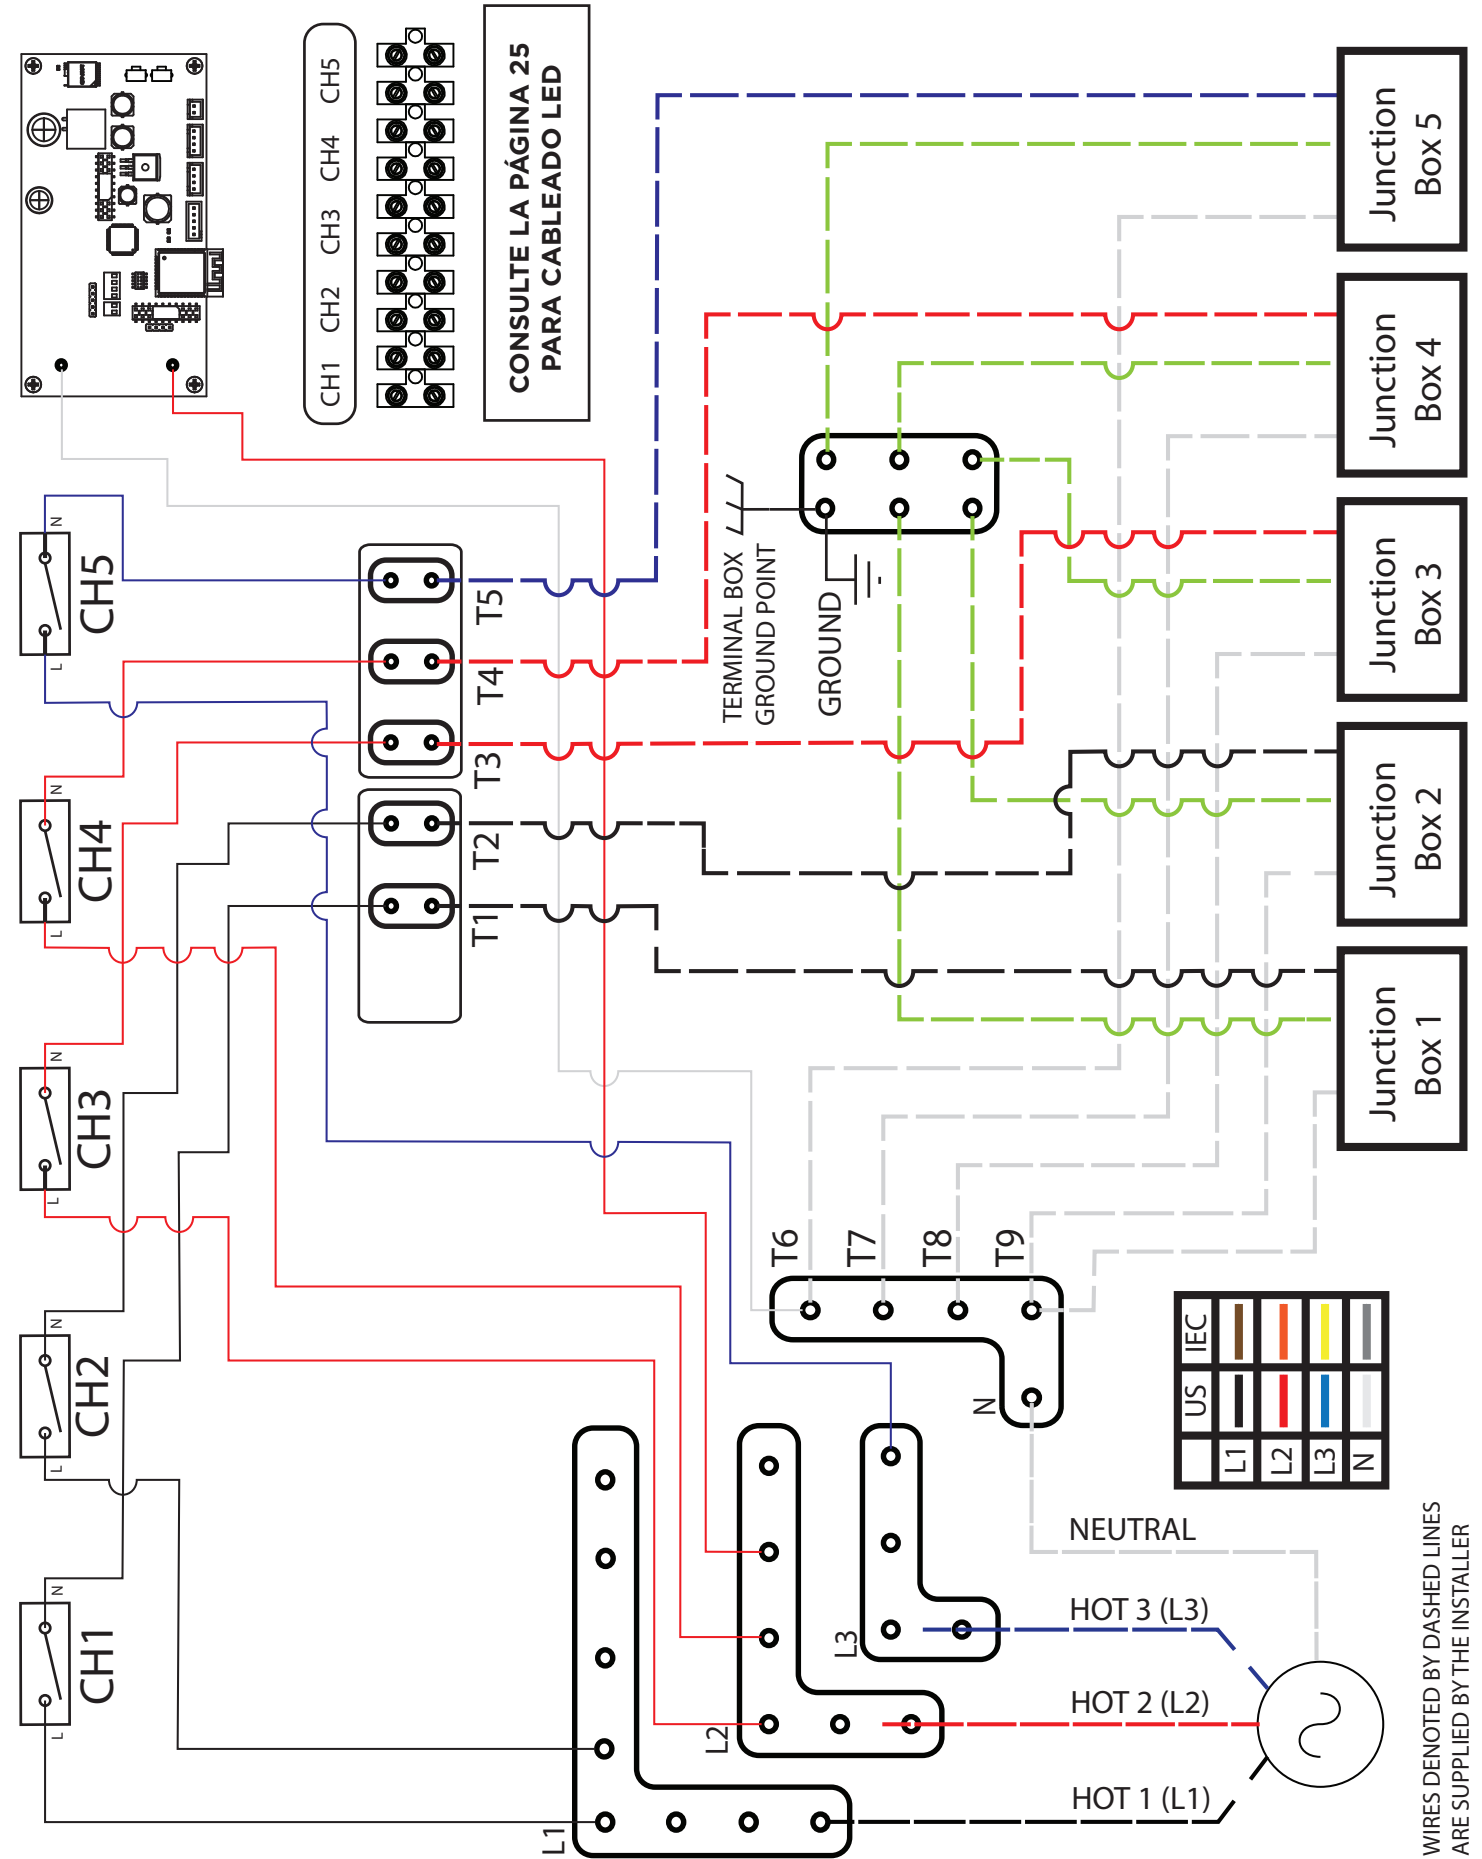 CH1
CH2
CH3
CH4
CH5
CONSULTE LA PÁGINA 25
PARA CABLEADO LED
L
N
CH1
L
N
CH2
L
N
CH3
L
N
CH4
L
N
CH5
T1
T2
T3
T4
T5
TERMINAL BOX
GROUND POINT
GROUND
L1
L2
L3
N
T6
T7
T8
T9
HOT 1 (L1)
HOT 2 (L2)
HOT 3 (L3)
NEUTRAL
US
IEC
L1
L2
L3
N
Junction
Box 1
Junction
Box 2
Junction
Box 3
Junction
Box 4
Junction
Box 5
WIRES DENOTED BY DASHED LINES
ARE SUPPLIED BY THE INSTALLER